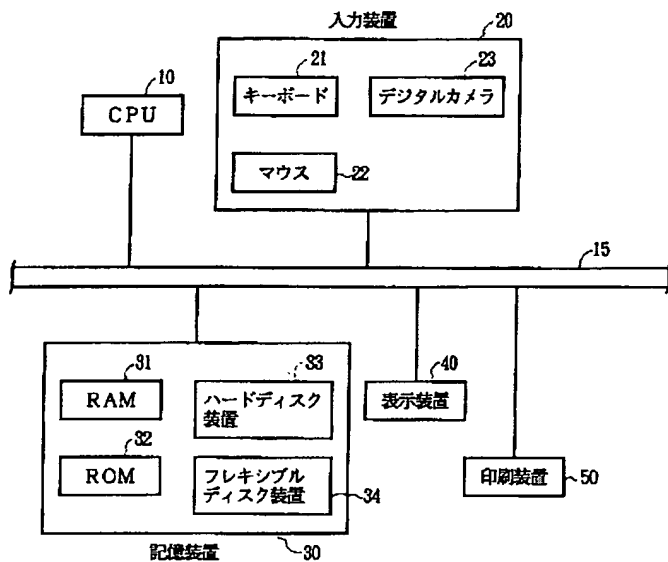 入力装置
20
10
CPU
21
キーボード
23
デジタルカメラ
マウス
22
15
31
RAM
33
ハードディスク
装置
40
表示装置
32
ROM
フレキシブル
ディスク装置
34
印刷装置
50
記憶装置
30